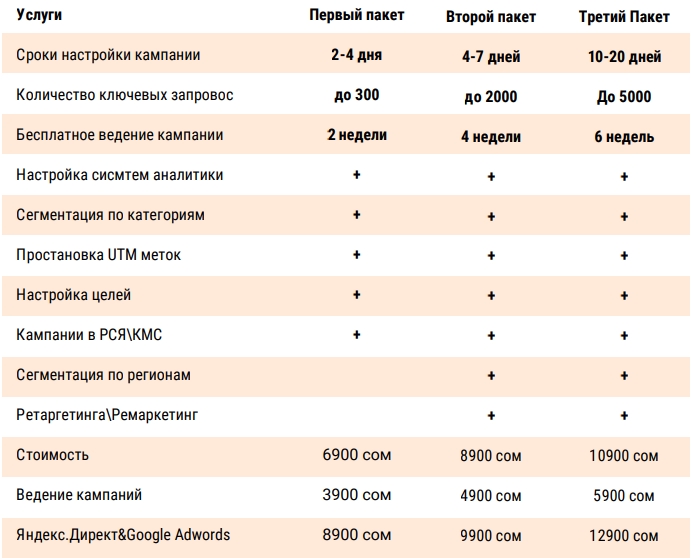 Услуги Первый пакет Второй пакет Третий Пакет
Сроки настройки кампании 2-4 дня 4-7 дней 10-20 дней
Количество ключевых запровос до 300 до 2000 До 5000
Бесплатное ведение кампании 2 недели 4 недели 6 недель
Настройка сисмтем аналитики + + +
Сегментация по категориям + + +
Простановка UTM меток + + +
Настройка целей + + +
Кампании в РСЯ\КМС + + +
Сегментация по регионам + +
Ретаргетинга\Ремаркетинг + +
Стоимость 6900 сом 8900 сом 10900 сом
Ведение кампаний 3900 сом 4900 сом 5900 сом
Яндекс.Директ&Google Adwords 8900 сом 9900 сом 12900 сом